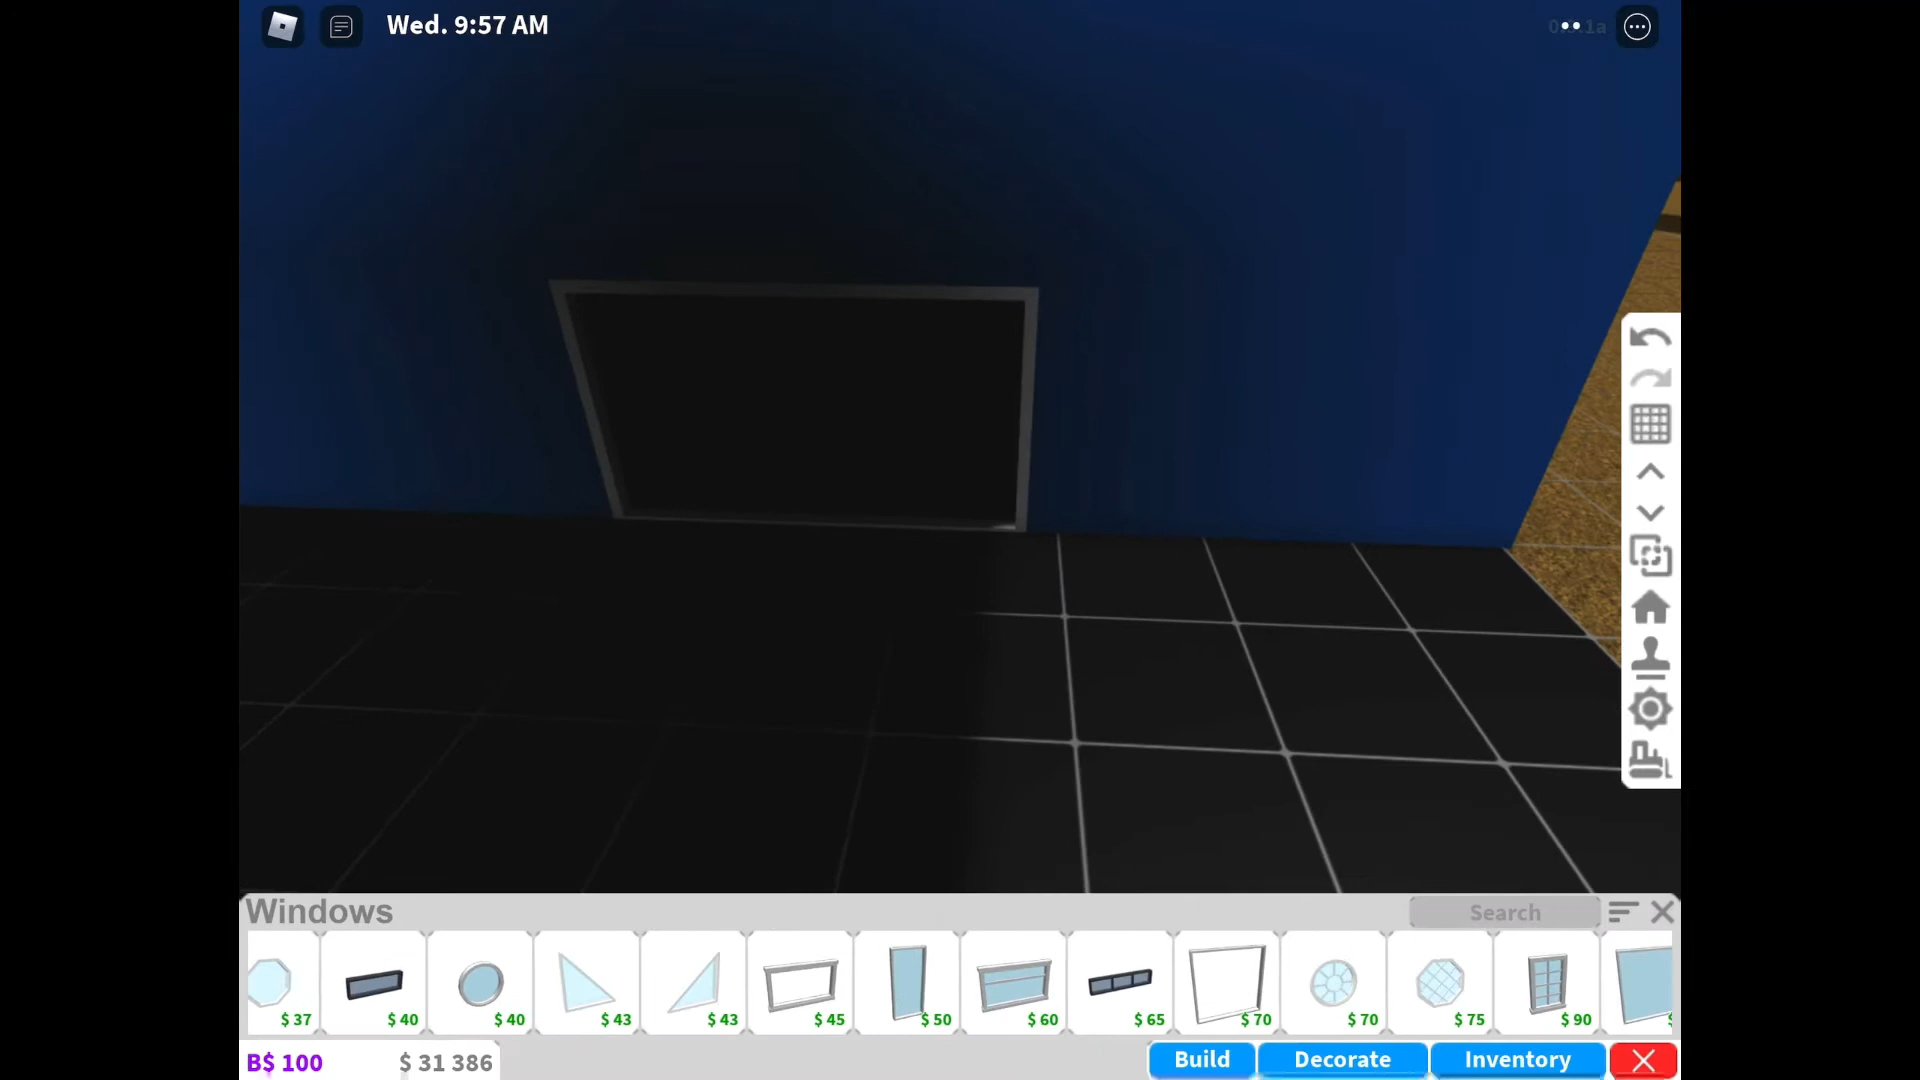 Wed. 9:57 AM
Windows
Search
$ 37
$ 40
$ 40
$ 43
$ 43
$ 45
$ 50
$ 60
$ 65
$ 70
$ 70
$ 75
$ 90
B$ 100
$ 31 386
Build
Decorate
Inventory